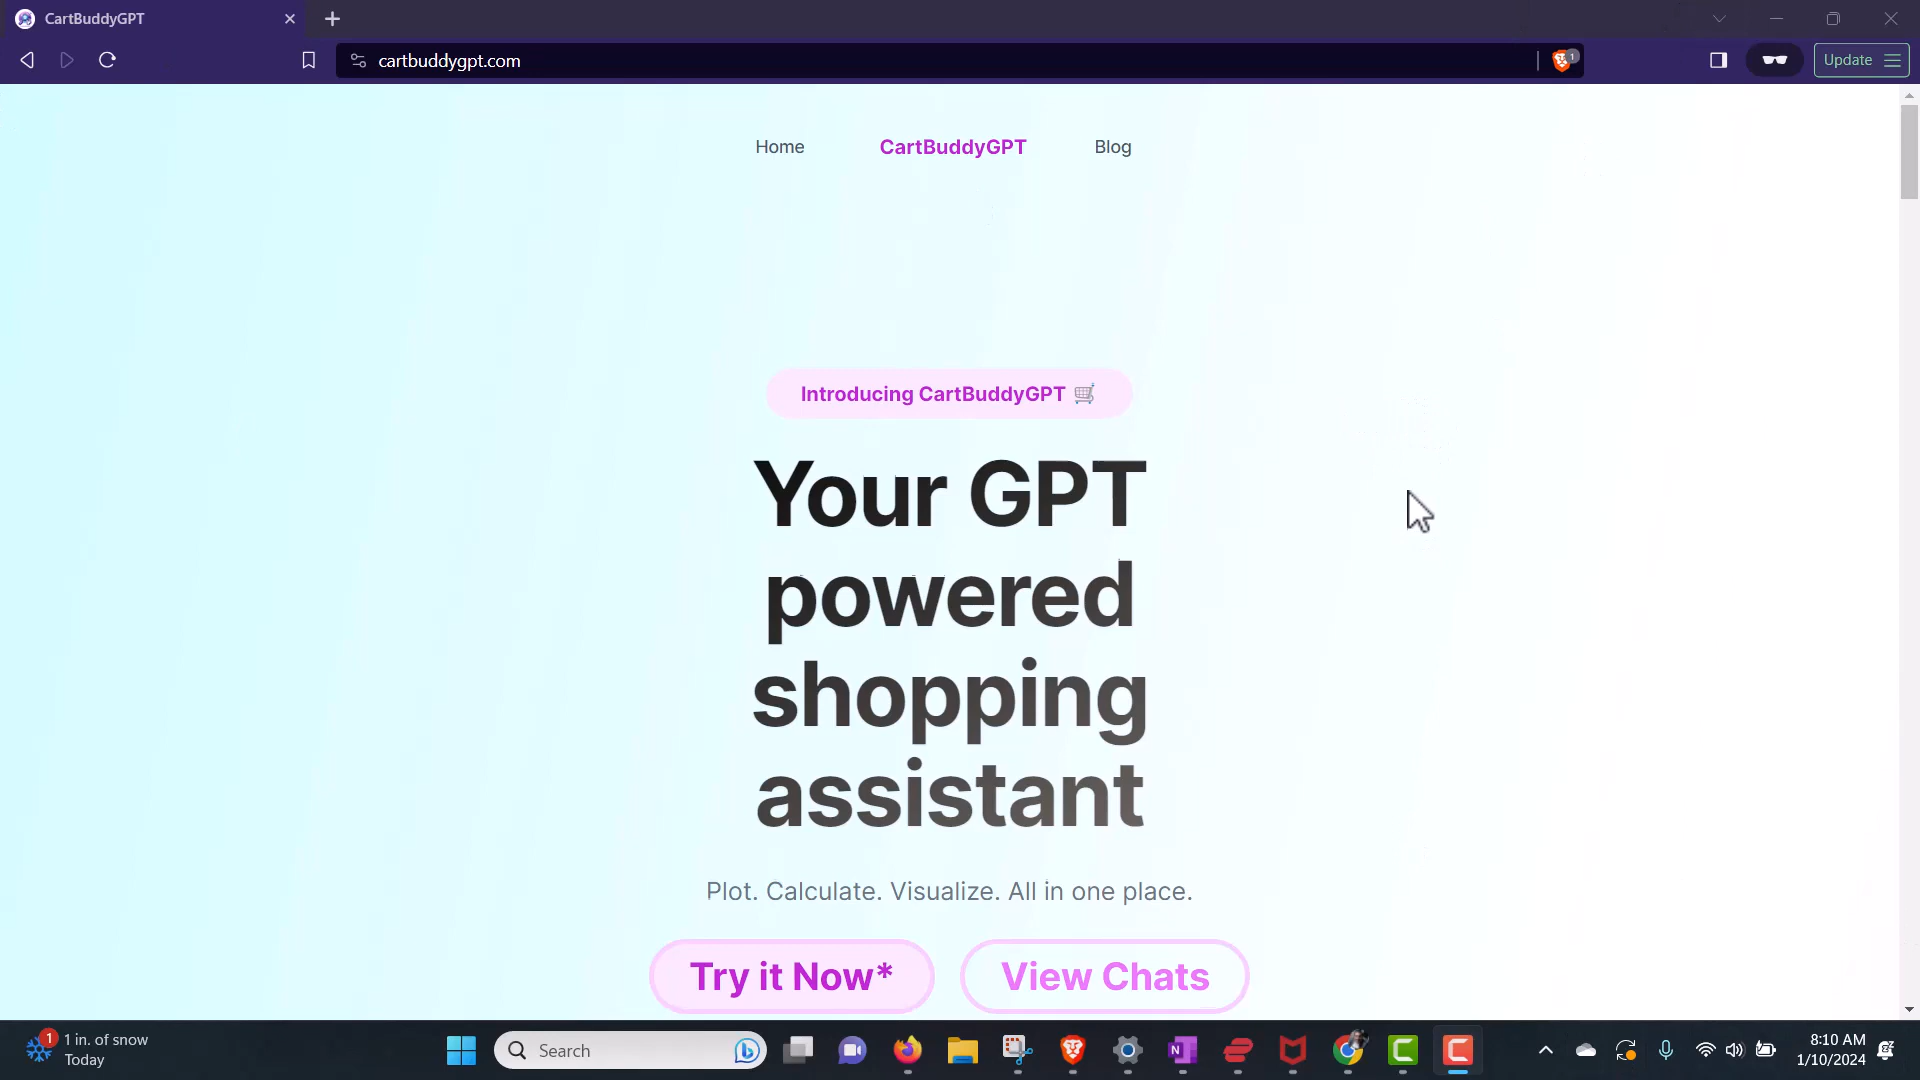 CartBuddyGPT
cartbuddygpt.com
1
Update
Home
CartBuddyGPT
Blog
Introducing CartBuddyGPT 🛒
Your GPT
powered
shopping
assistant
Plot. Calculate. Visualize. All in one place.
Try it Now*
View Chats
1
1 in. of snow
Today
Search
8:10 AM
1/10/2024